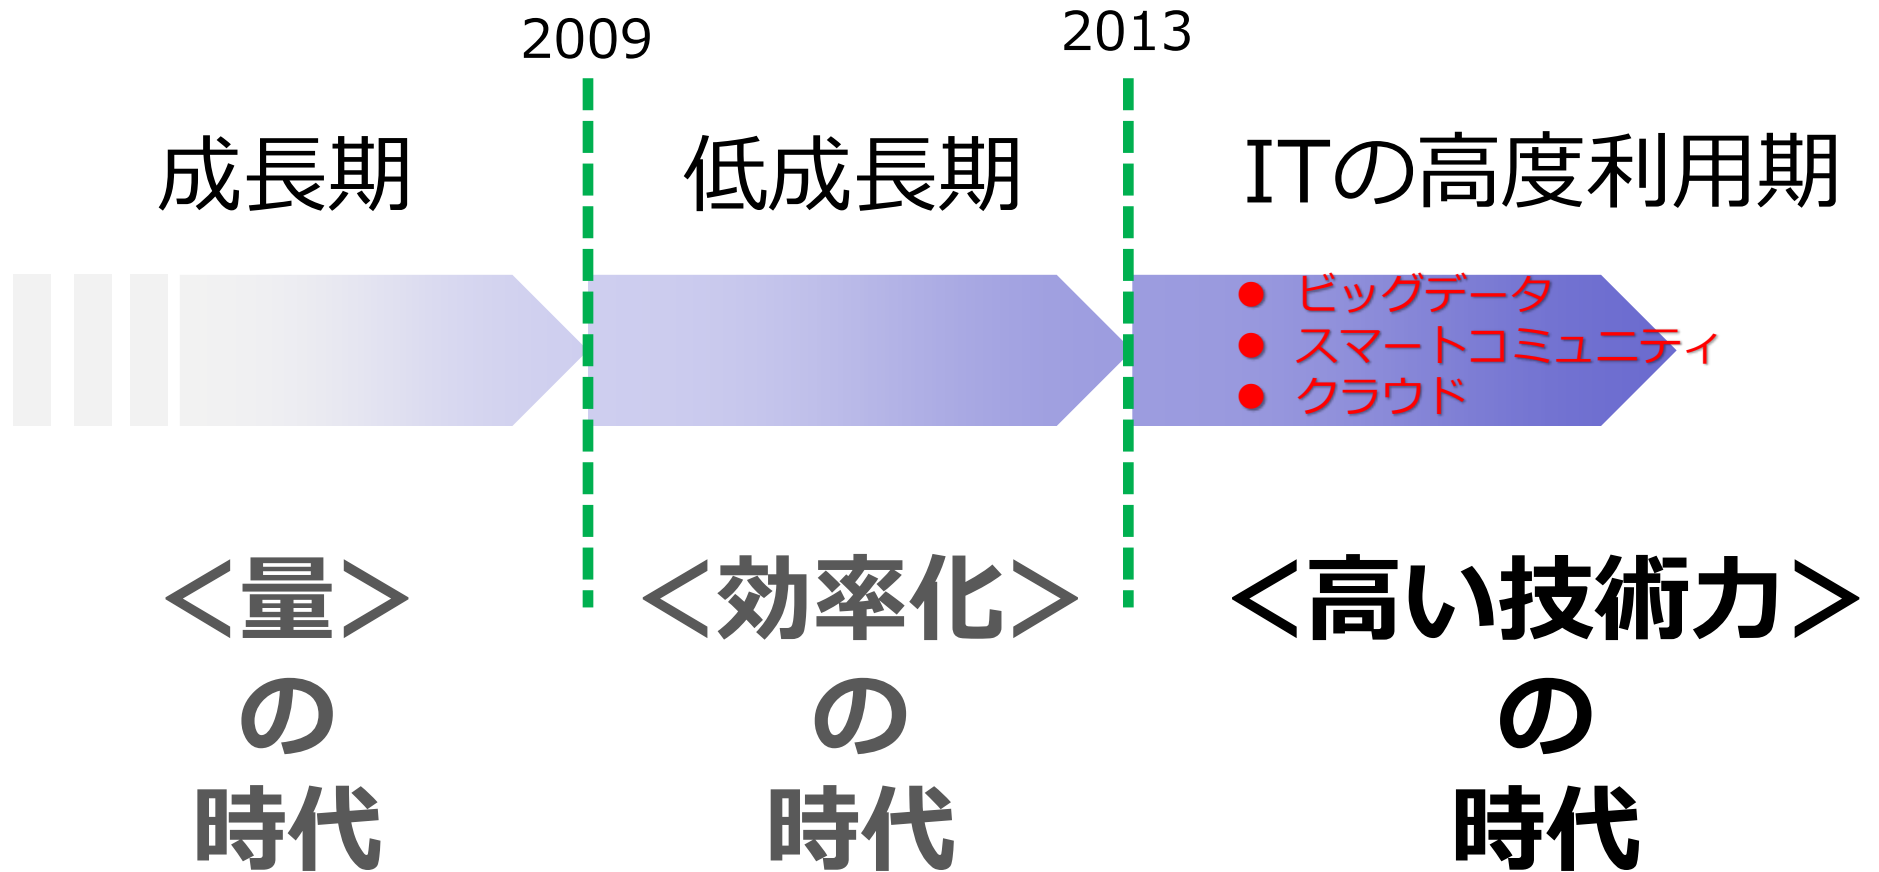 2009
2013
成長期
低成長期
ITの高度利用期
● ビッグデータ
● スマートコミュニティ
● クラウド
＜量＞
の
時代
＜効率化＞
の
時代
＜高い技術力＞
の
時代